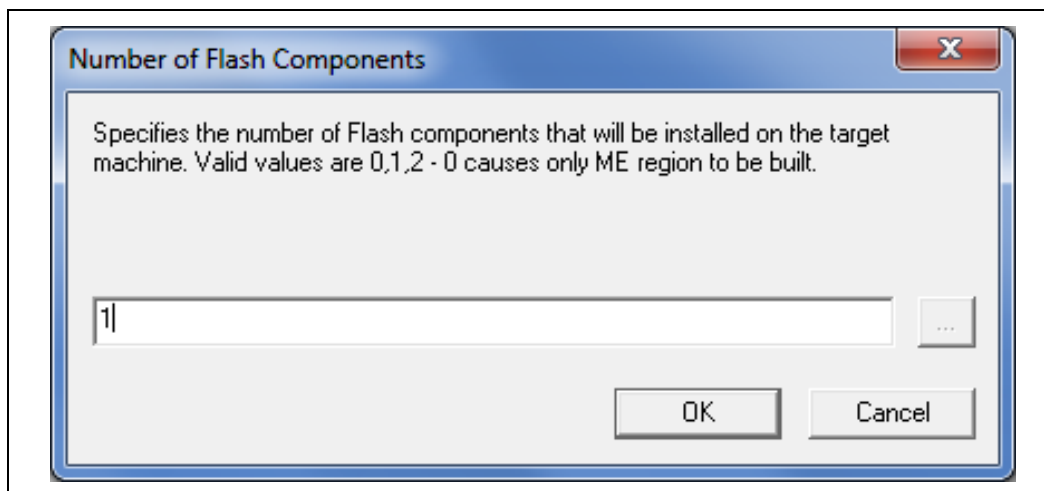 Number of Flash Components
Specifies the number of Flash components that will be installed on the target
machine. Valid values are 0,1,2 - 0 causes only ME region to be built.
1
...
OK
Cancel